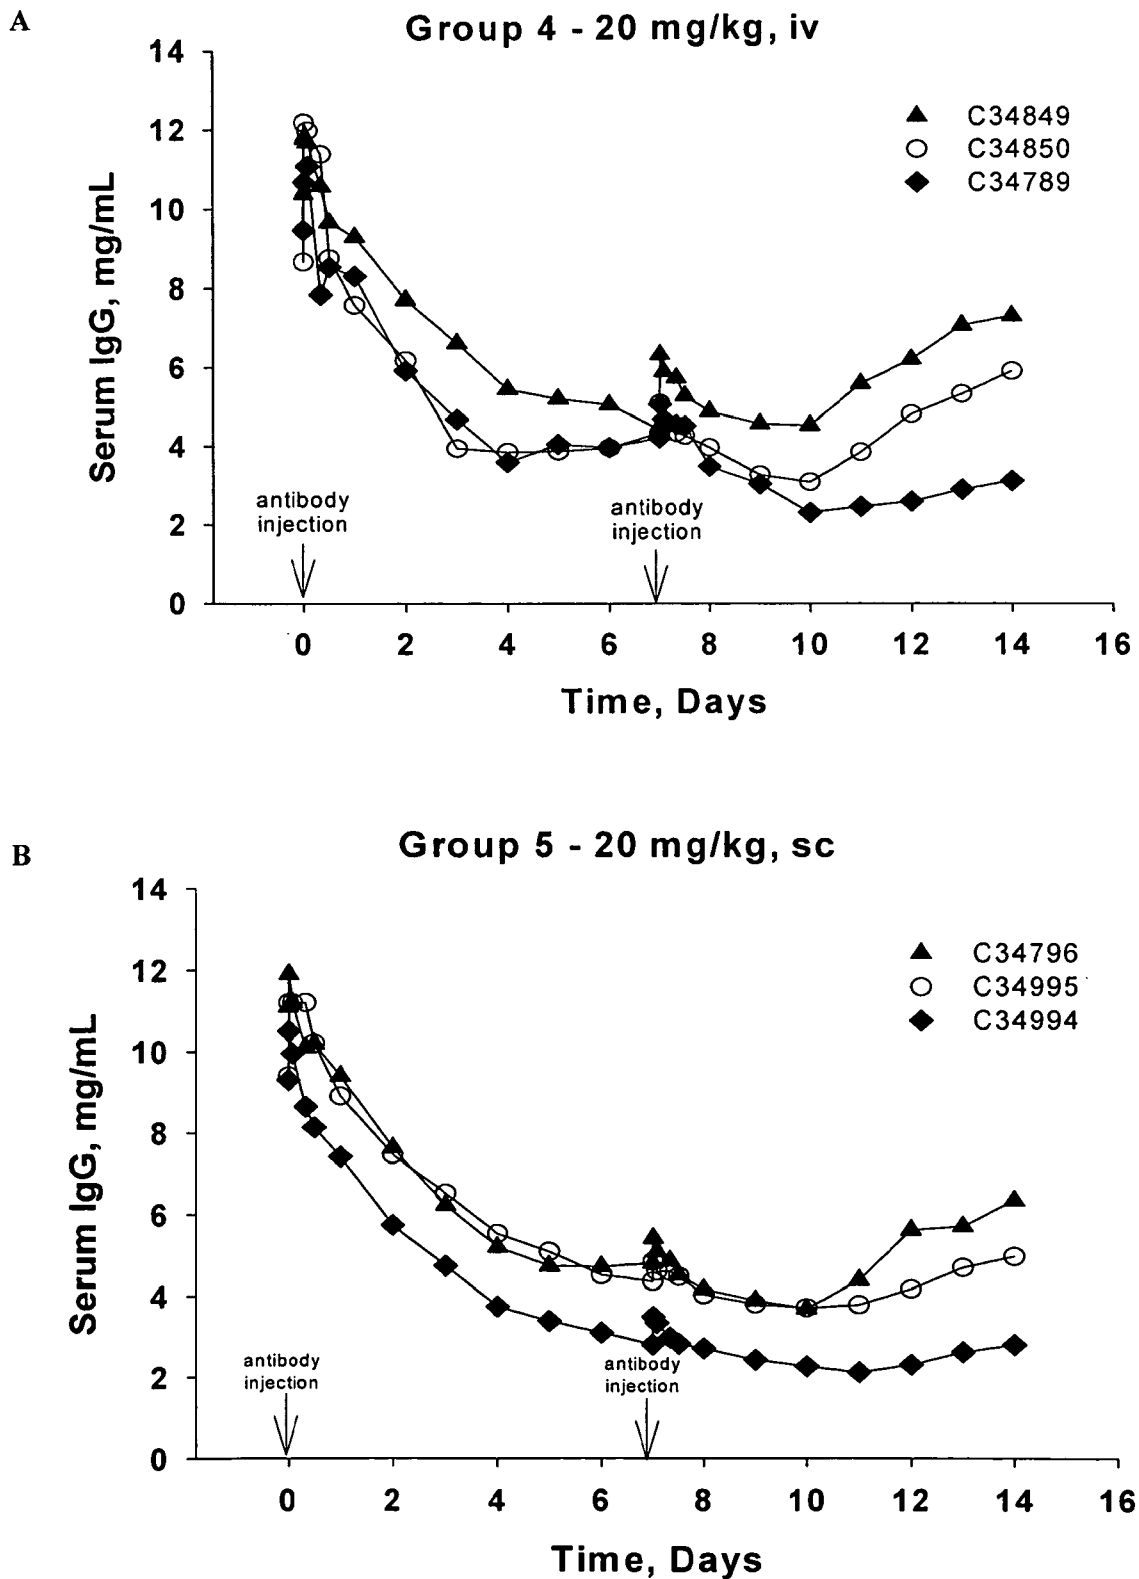 A
Group 4 - 20 mg/kg, iv
14
12
10
8
6
4
2
0
Serum IgG, mg/mL
C34849
C34850
C34789
antibody
injection
antibody
injection
0 2 4 6 8 10 12 14 16
Time, Days
B
Group 5 - 20 mg/kg, sc
14
12
10
8
6
4
2
0
Serum IgG, mg/mL
C34796
C34995
C34994
antibody
injection
antibody
injection
0 2 4 6 8 10 12 14 16
Time, Days